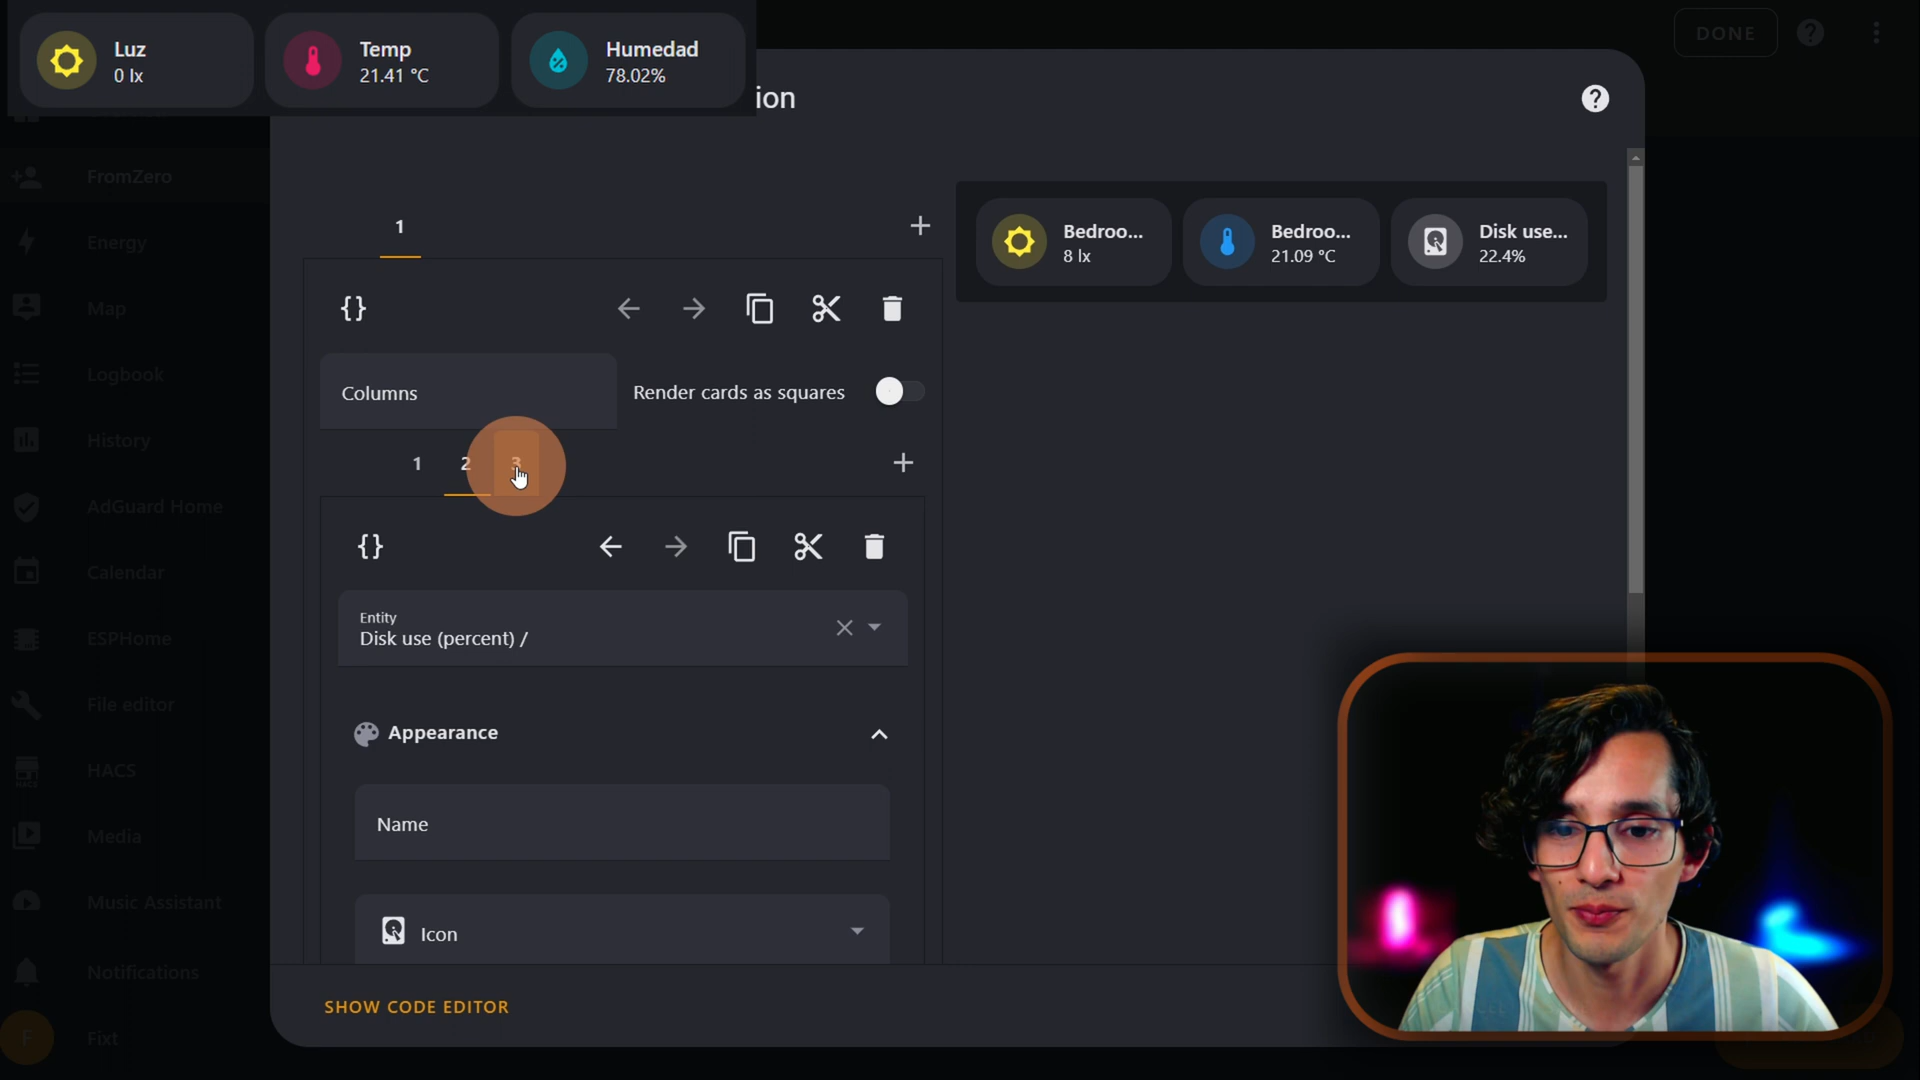 Luz
0 lx
Temp
21.41 °C
Humedad
78.02%
DONE
ion
FromZero
Energy
Map
Logbook
History
AdGuard Home
Calendar
ESPHome
File editor
HACS
Media
Music Assistant
Notifications
F
Fixt
1
Columns
Render cards as squares
1
2
3
Entity
Disk use (percent) /
Appearance
Name
Icon
SHOW CODE EDITOR
Bedroo...
8 lx
Bedroo...
21.09 °C
Disk use...
22.4%